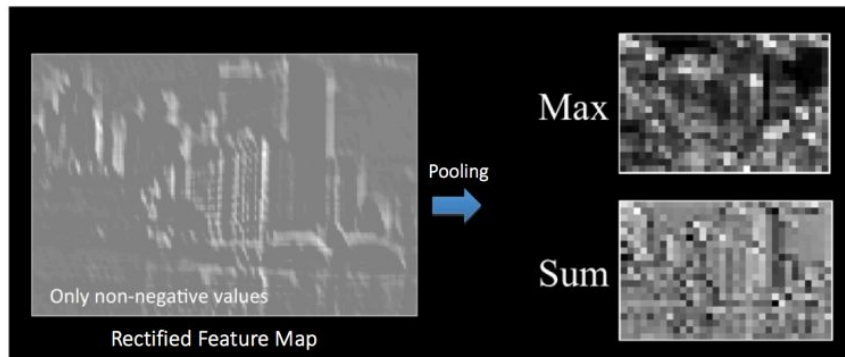 Max
Pooling
Sum
Only non-negative values
Rectified Feature Map